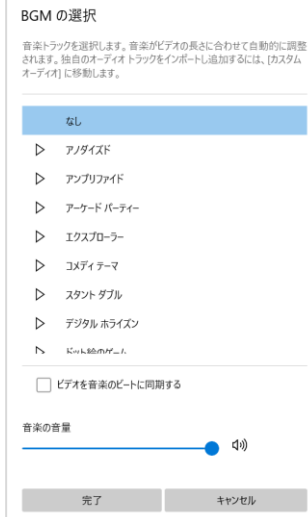 BGM の選択
音楽トラックを選択します。音楽がビデオの長さに合わせて自動的に調整
されます。独自のオーディオ トラックをインポートし追加するには、[カスタム
オーディオ] に移動します。
なし
アノダイズド
アンプリファイド
アーケード パーティー
エクスプローラー
コメディ テーマ
スタント ダブル
デジタル ホライズン
ドット絵のゲーム
ビデオを音楽のビートに同期する
音楽の音量
完了
キャンセル